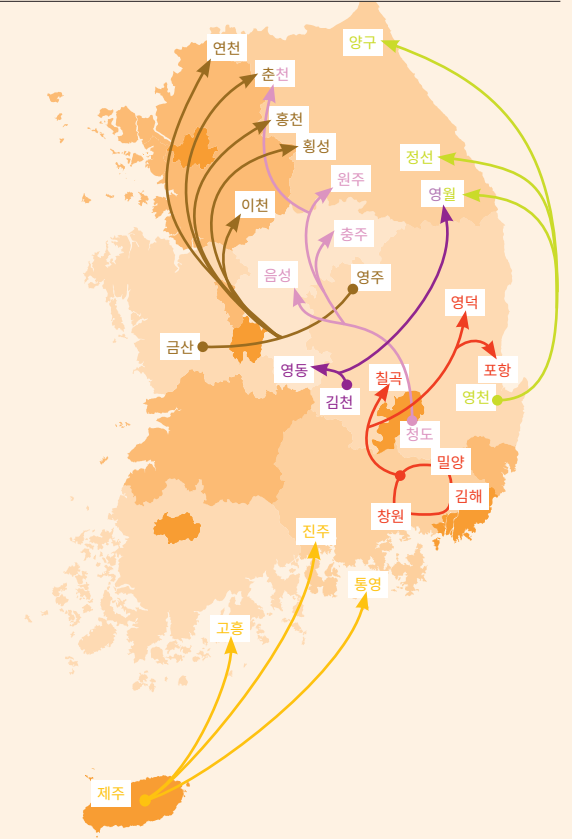 양구
연천
춘천
홍천
횡성
정선
원주
영월
이천
충주
음성
영주
영덕
금산
영동
포항
칠곡
김천
영천
청도
밀양
김해
창원
진주
통영
고흥
제주